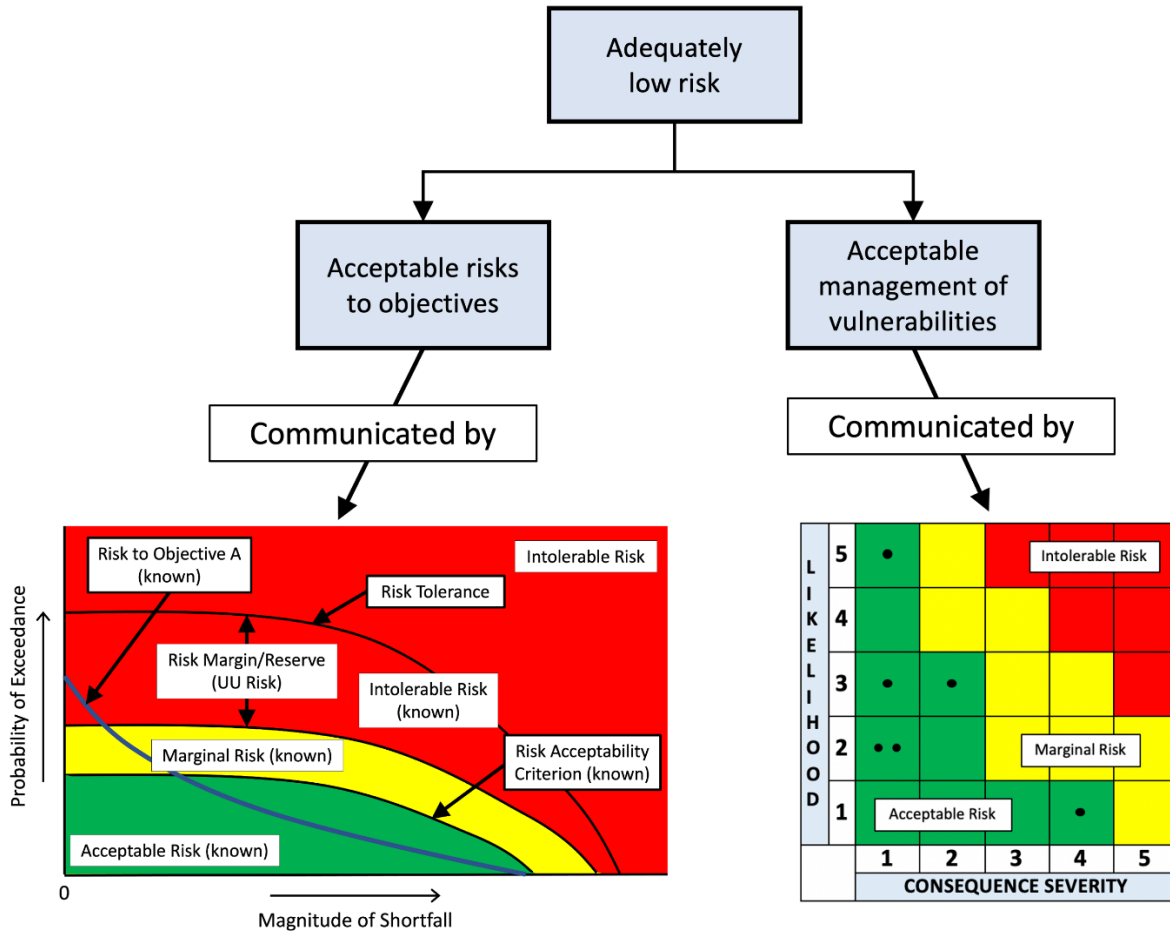 Adequately
low risk
Acceptable risks
to objectives
Acceptable
management of
vulnerabilities
Communicated by
Communicated by
Probability of Exceedance
Risk to Objective A
(known)
Intolerable Risk
Risk Tolerance
Risk Margin/Reserve
(UU Risk)
Intolerable Risk
(known)
Marginal Risk (known)
Risk Acceptability
Criterion (known)
Acceptable Risk (known)
0
Magnitude of Shortfall
LIKELIHOOD
5
Intolerable Risk
4
3
2
Marginal Risk
1
Acceptable Risk
1 2 3 4 5
CONSEQUENCE SEVERITY